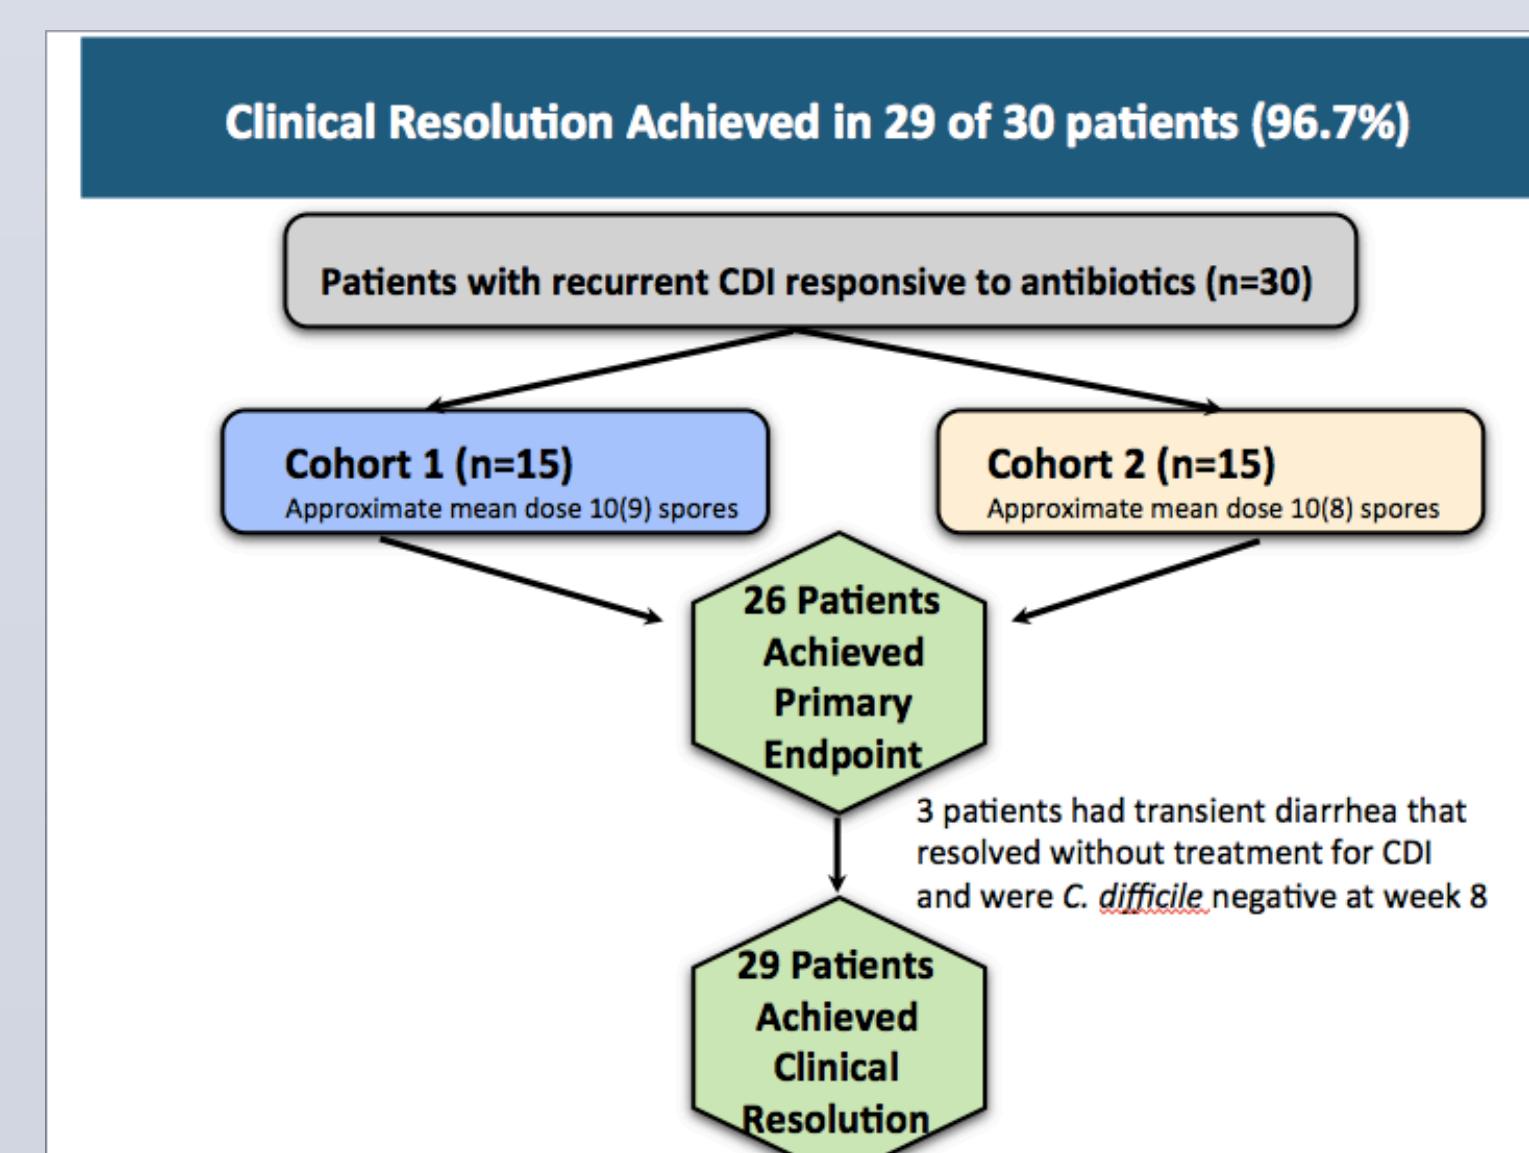 Clinical Resolution Achieved in 29 of 30 patients (96.7%)
Patients with recurrent CDI responsive to antibiotics (n=30)
Cohort 1 (n=15)
Approximate mean dose 10(9) spores
Cohort 2 (n=15)
Approximate mean dose 10(8) spores
26 Patients
Achieved
Primary
Endpoint
3 patients had transient diarrhea that
resolved without treatment for CDI
and were C. difficile negative at week 8
29 Patients
Achieved
Clinical
Resolution